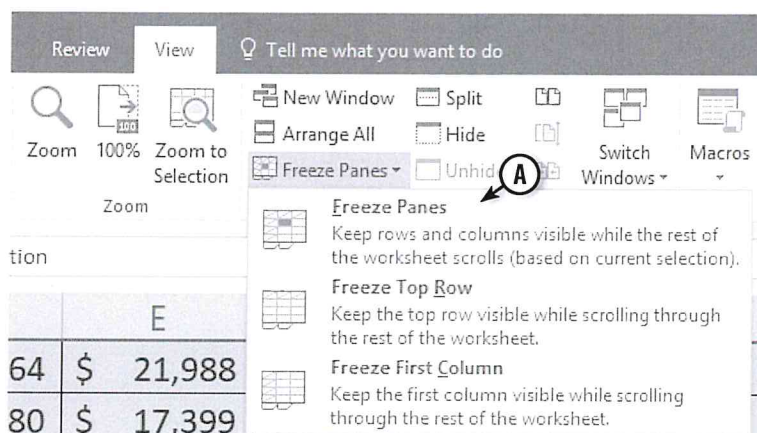 Review View Tell me what you want to do
New Window Split
Arrange All Hide
Zoom 100% Zoom to Selection
Freeze Panes
Switch Windows Macros
Zoom
A
Freeze Panes
Keep rows and columns visible while the rest of
the worksheet scrolls (based on current selection).
tion
Freeze Top Row
Keep the top row visible while scrolling through
the rest of the worksheet.
E
Freeze First Column
64 $ 21,988
Keep the first column visible while scrolling
through the rest of the worksheet.
80 $ 17,399